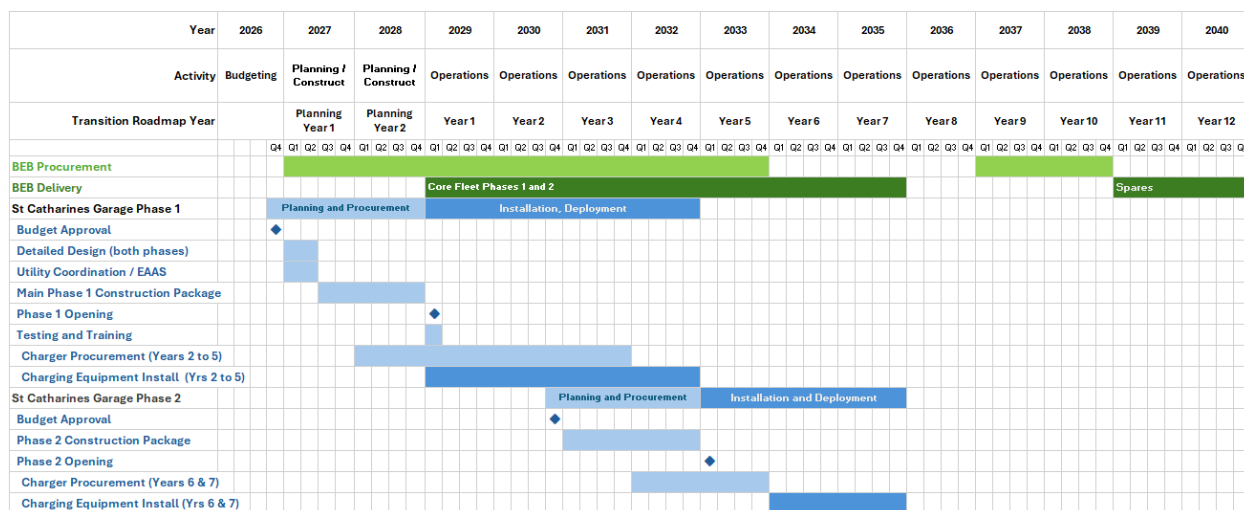 Year 2026 2027 2028 2029 2030 2031 2032 2033 2034 2035 2036 2037 2038 2039 2040
Activity Budgeting Planning / Construct Planning / Construct Operations Operations Operations Operations Operations Operations Operations Operations Operations Operations Operations Operations
Transition Roadmap Year Planning Year 1 Planning Year 2 Year 1 Year 2 Year 3 Year 4 Year 5 Year 6 Year 7 Year 8 Year 9 Year 10 Year 11 Year 12
Q4 Q1 Q2 Q3 Q4 Q1 Q2 Q3 Q4 Q1 Q2 Q3 Q4 Q1 Q2 Q3 Q4 Q1 Q2 Q3 Q4 Q1 Q2 Q3 Q4 Q1 Q2 Q3 Q4 Q1 Q2 Q3 Q4 Q1 Q2 Q3 Q4 Q1 Q2 Q3 Q4 Q1 Q2 Q3 Q4 Q1 Q2 Q3 Q4 Q1 Q2 Q3 Q4 Q1 Q2 Q3
BEB Procurement
BEB Delivery Core Fleet Phases 1 and 2 Spares
St Catharines Garage Phase 1 Planning and Procurement Installation, Deployment
Budget Approval
Detailed Design (both phases)
Utility Coordination / EAAS
Main Phase 1 Construction Package
Phase 1 Opening
Testing and Training
Charger Procurement (Years 2 to 5)
Charging Equipment Install (Yrs 2 to 5)
St Catharines Garage Phase 2 Planning and Procurement Installation and Deployment
Budget Approval
Phase 2 Construction Package
Phase 2 Opening
Charger Procurement (Years 6 & 7)
Charging Equipment Install (Yrs 6 & 7)